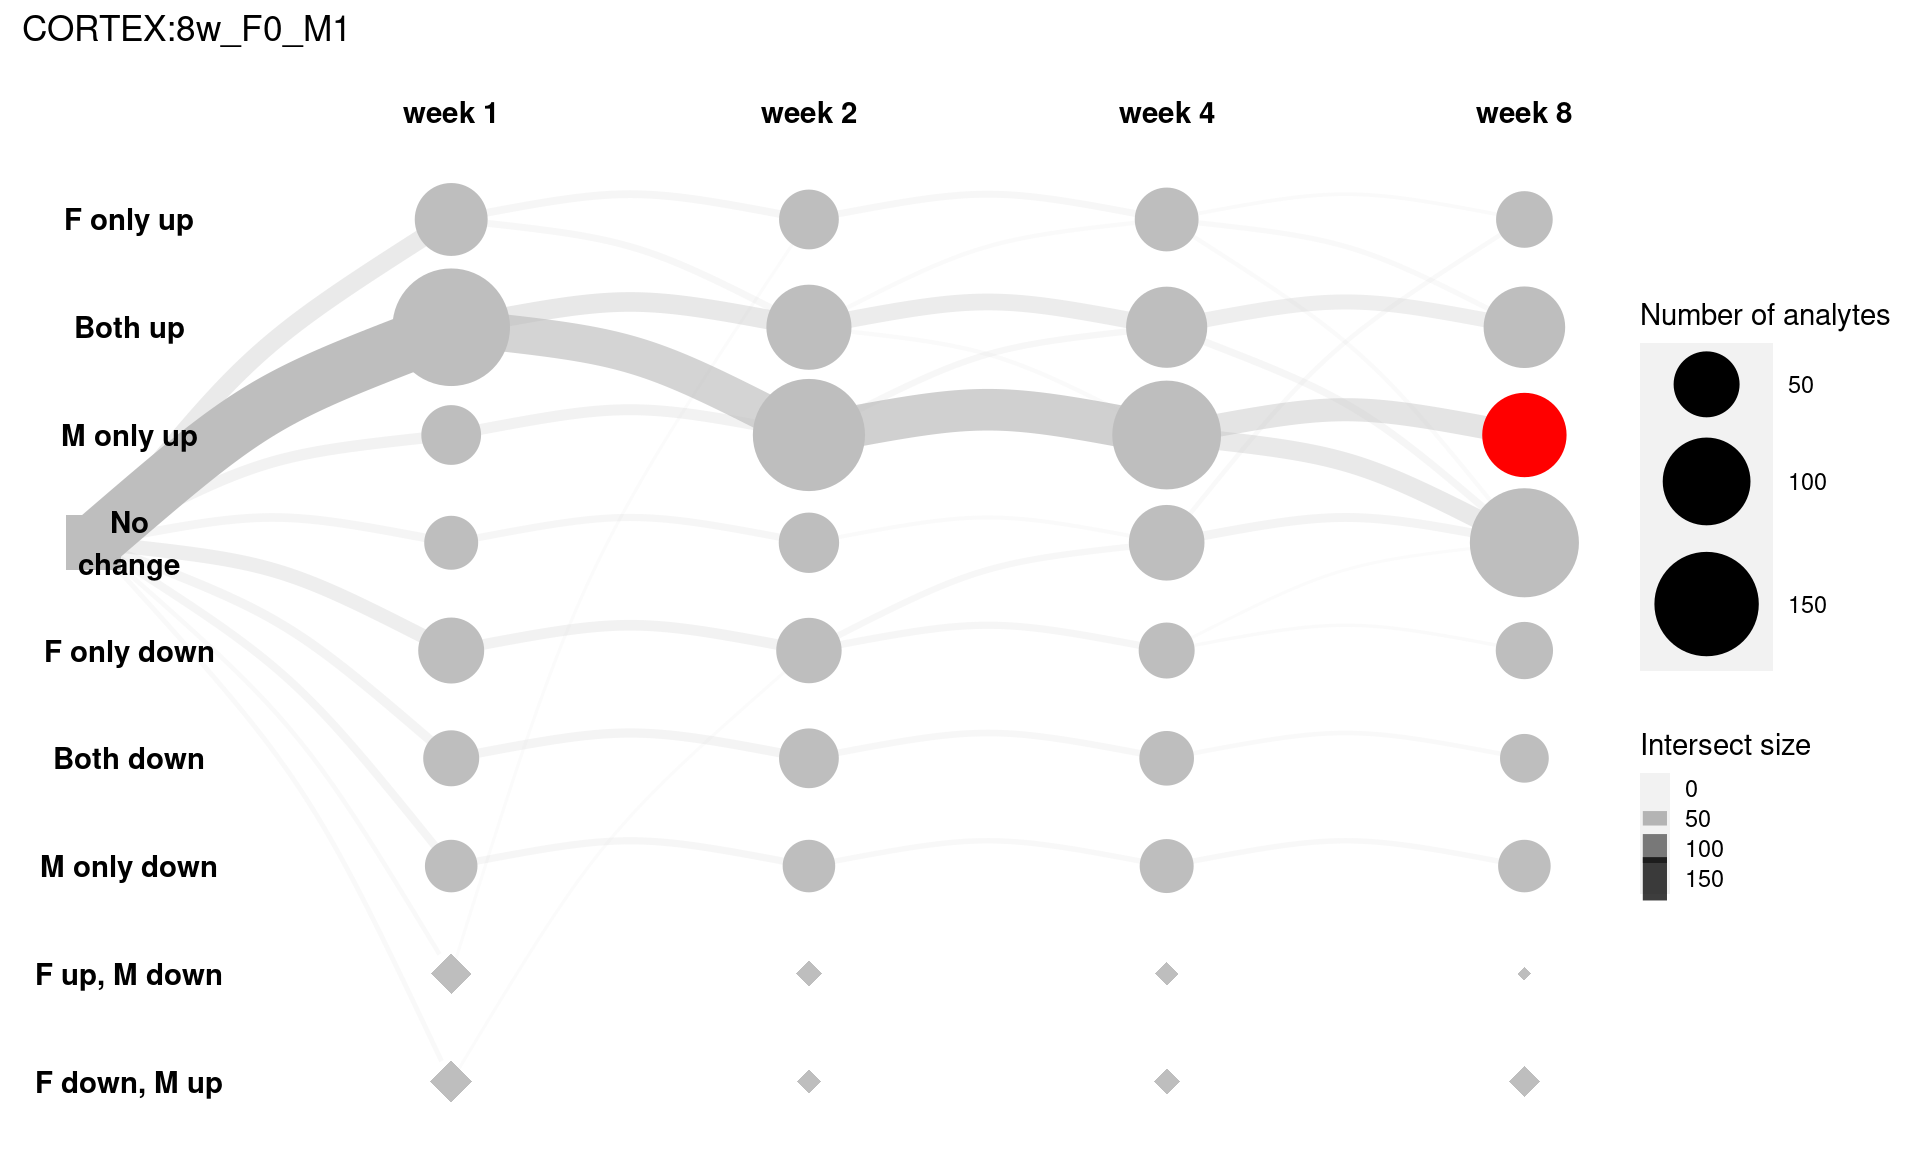 CORTEX:8w_F0_M1
week 1
week 2
week 4
week 8
F only up
Both up
M only up
No
change
F only down
Both down
M only down
F up, M down
F down, M up
Number of analytes
50
100
150
Intersect size
0
50
100
150